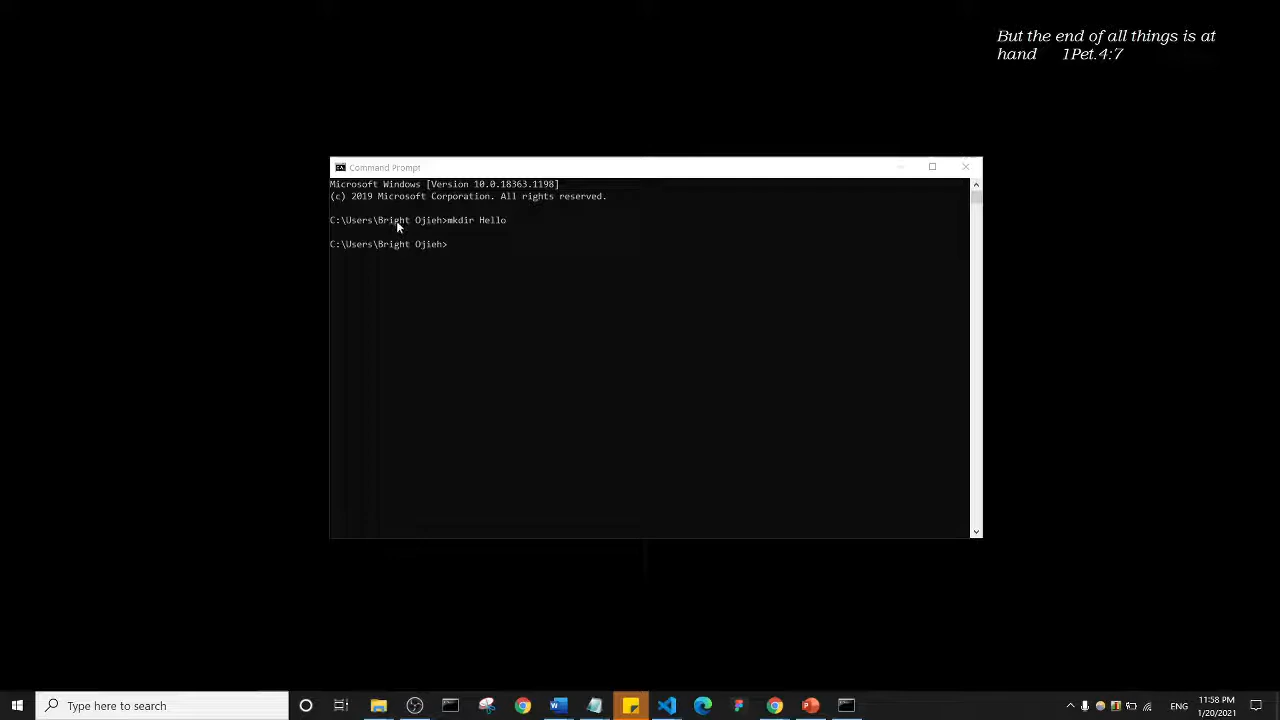 But the end of all things is at
hand 1Pet.4:7
Command Prompt
Microsoft Windows [Version 10.0.18363.1198]
(c) 2019 Microsoft Corporation. All rights reserved.
C:\Users\Bright Ojieh>mkdir Hello
C:\Users\Bright Ojieh>
Type here to search
ENG
11:58 PM
1/20/2021